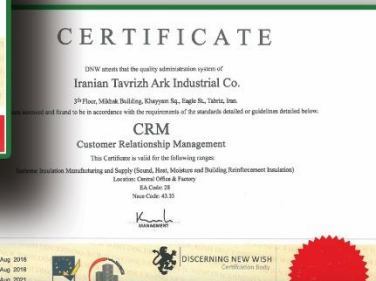 CERTIFICATE
DNW attests that the quality administration system of
Iranian Tavrizh Ark Industrial Co.
3th Floor, Mikhak Building, Khayyam Sq., Eagle St., Tabriz, Iran.
and found to be in accordance with the requirements of the standards detailed or guidelines detailed below:
CRM
Customer Relationship Management
This Certificate is valid for the following ranges:
Insulation Manufacturing and Supply (Sound, Heat, Moisture and Building Reinforcement Insulation)
Location: Central Office & Factory
EA Code: 28
Nace Code: 43.33
MANAGMENT
Aug 2016
Aug 2018
Aug 2021
DISCERNING NEW WISH
Certification Body